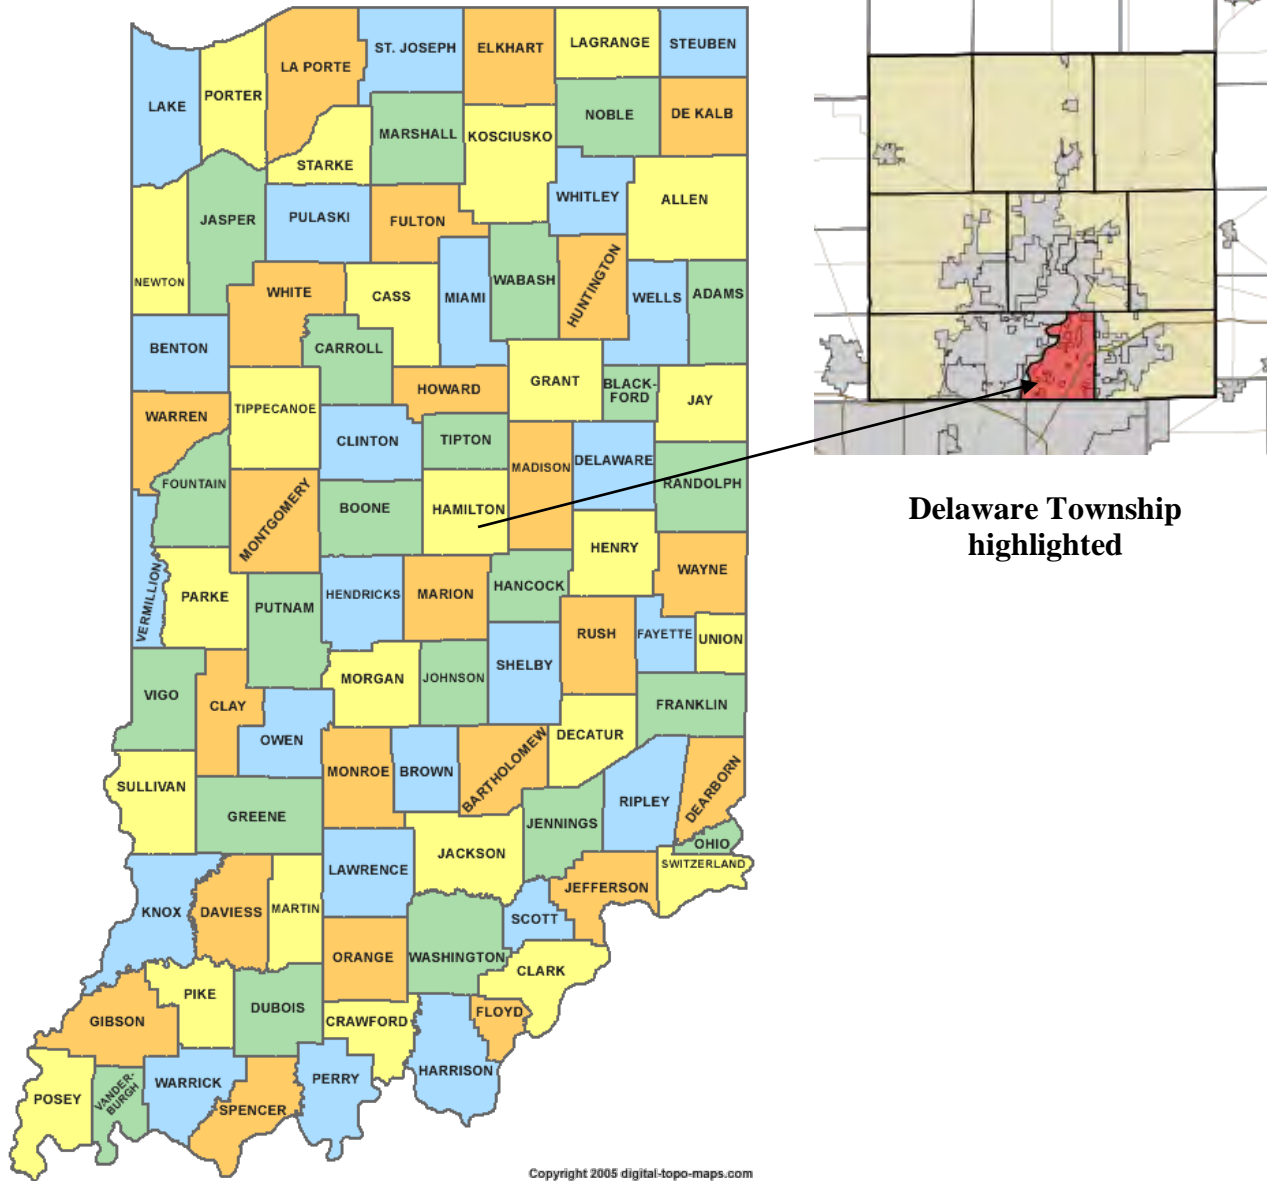 ST. JOSEPH
ELKHART
LAGRANGE
STEUBEN
LA PORTE
LAKE
PORTER
NOBLE
DE KALB
MARSHALL
KOSCIUSKO
STARKE
WHITLEY
ALLEN
JASPER
PULASKI
FULTON
NEWTON
WHITE
CASS
MIAMI
WABASH
HUNTINGTON
WELLS
ADAMS
BENTON
CARROLL
HOWARD
GRANT
BLACK-
FORD
JAY
WARREN
TIPPECANOE
CLINTON
TIPTON
MADISON
DELAWARE
FOUNTAIN
RANDOLPH
MONTGOMERY
BOONE
HAMILTON
HENRY
WAYNE
VERMILLION
PARKE
PUTNAM
HENDRICKS
MARION
HANCOCK
RUSH
FAYETTE
UNION
VIGO
CLAY
MORGAN
JOHNSON
SHELBY
FRANKLIN
OWEN
MONROE
BROWN
BARTHOLOMEW
DECATUR
SULLIVAN
GREENE
RIPLEY
DEARBORN
JENNINGS
OHIO
LAWRENCE
JACKSON
SWITZERLAND
JEFFERSON
KNOX
DAVIESS
MARTIN
SCOTT
ORANGE
WASHINGTON
CLARK
PIKE
DUBOIS
GIBSON
CRAWFORD
FLOYD
HARRISON
POSEY
VANDER-
BURGH
WARRICK
SPENCER
PERRY
Copyright 2005 digital-topo-maps.com
Delaware Township
highlighted